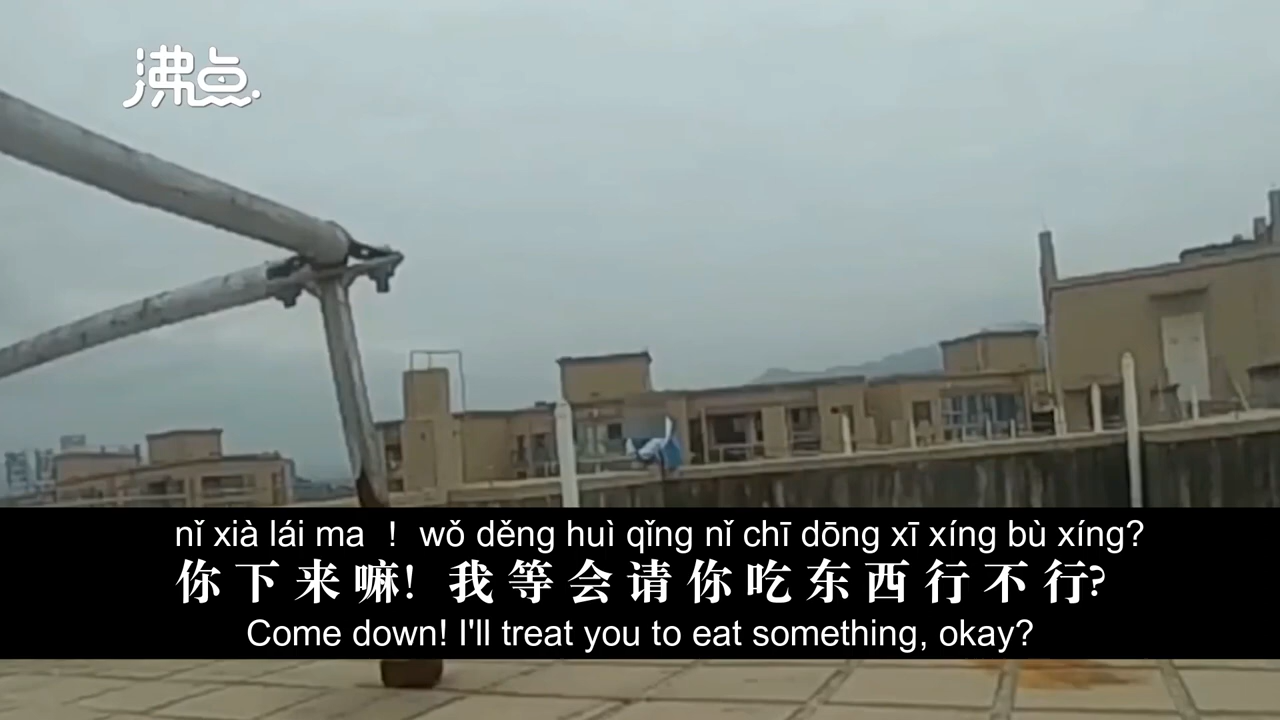 沸点
nǐ xià lái ma ！ wǒ děng huì qǐng nǐ chī dōng xī xíng bù xíng?
你下来嘛! 我等会请你吃东西行不行?
Come down! I'll treat you to eat something, okay?